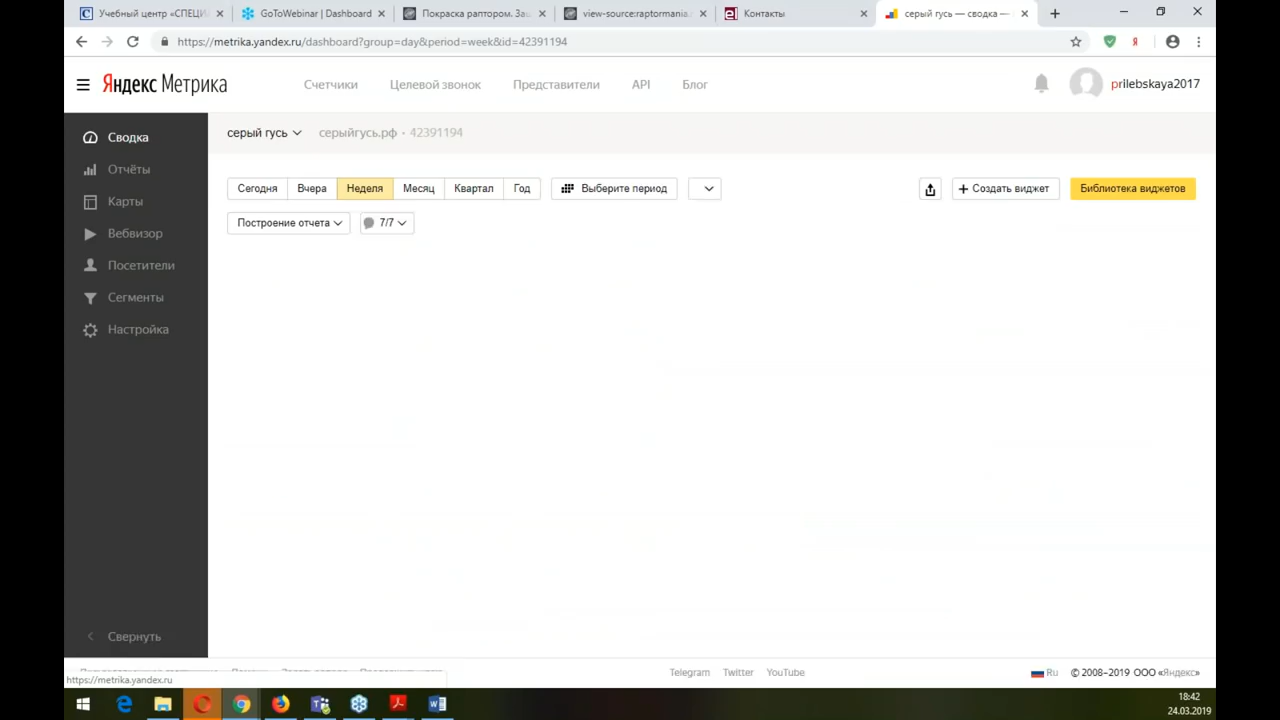 Учебный центр «СПЕЦИ
GoToWebinar | Dashboard
Покраска раптором. Защ
view-source:raptormania.
Контакты
серый гусь — сводка —
https://metrika.yandex.ru/dashboard?group=day&period=week&id=42391194
Яндекс Метрика
Счетчики
Целевой звонок
Представители
API
Блог
prilebskaya2017
Сводка
Отчёты
Карты
Вебвизор
Посетители
Сегменты
Настройка
Свернуть
серый гусь
серыйгусь.рф · 42391194
Сегодня
Вчера
Неделя
Месяц
Квартал
Год
Выберите период
Создать виджет
Библиотека виджетов
Построение отчета
7/7
Telegram
Twitter
YouTube
Ru
© 2008–2019 ООО «Яндекс»
https://metrika.yandex.ru
18:42
24.03.2019